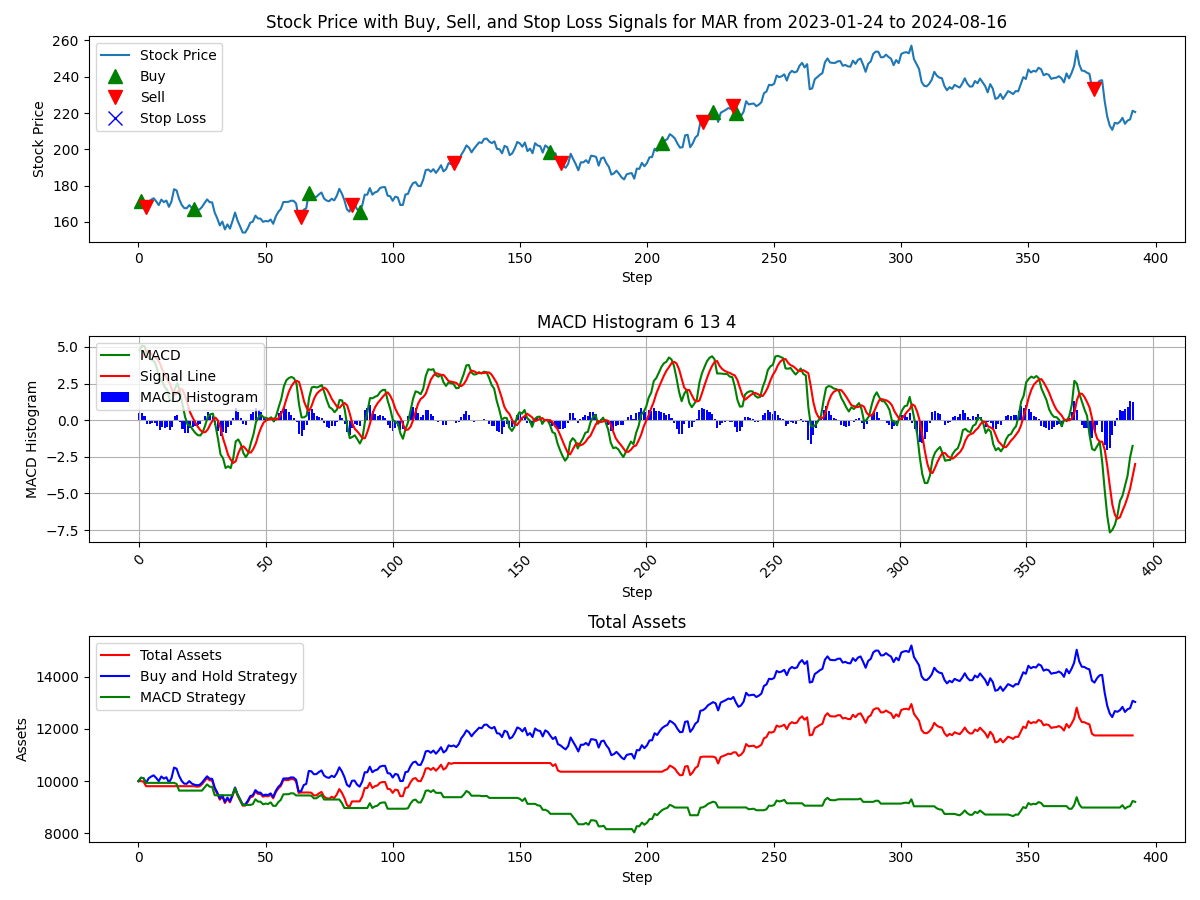 Stock Price with Buy, Sell, and Stop Loss Signals for MAR from 2023-01-24 to 2024-08-16
260
240
220
200
180
160
Stock Price
Stock Price
Buy
Sell
Stop Loss
0 50 100 150 200 250 300 350 400
Step
MACD Histogram 6 13 4
5.0
2.5
0.0
−2.5
−5.0
−7.5
MACD Histogram
MACD
Signal Line
MACD Histogram
0 50 100 150 200 250 300 350 400
Step
Total Assets
14000
12000
10000
8000
Assets
Total Assets
Buy and Hold Strategy
MACD Strategy
0 50 100 150 200 250 300 350 400
Step